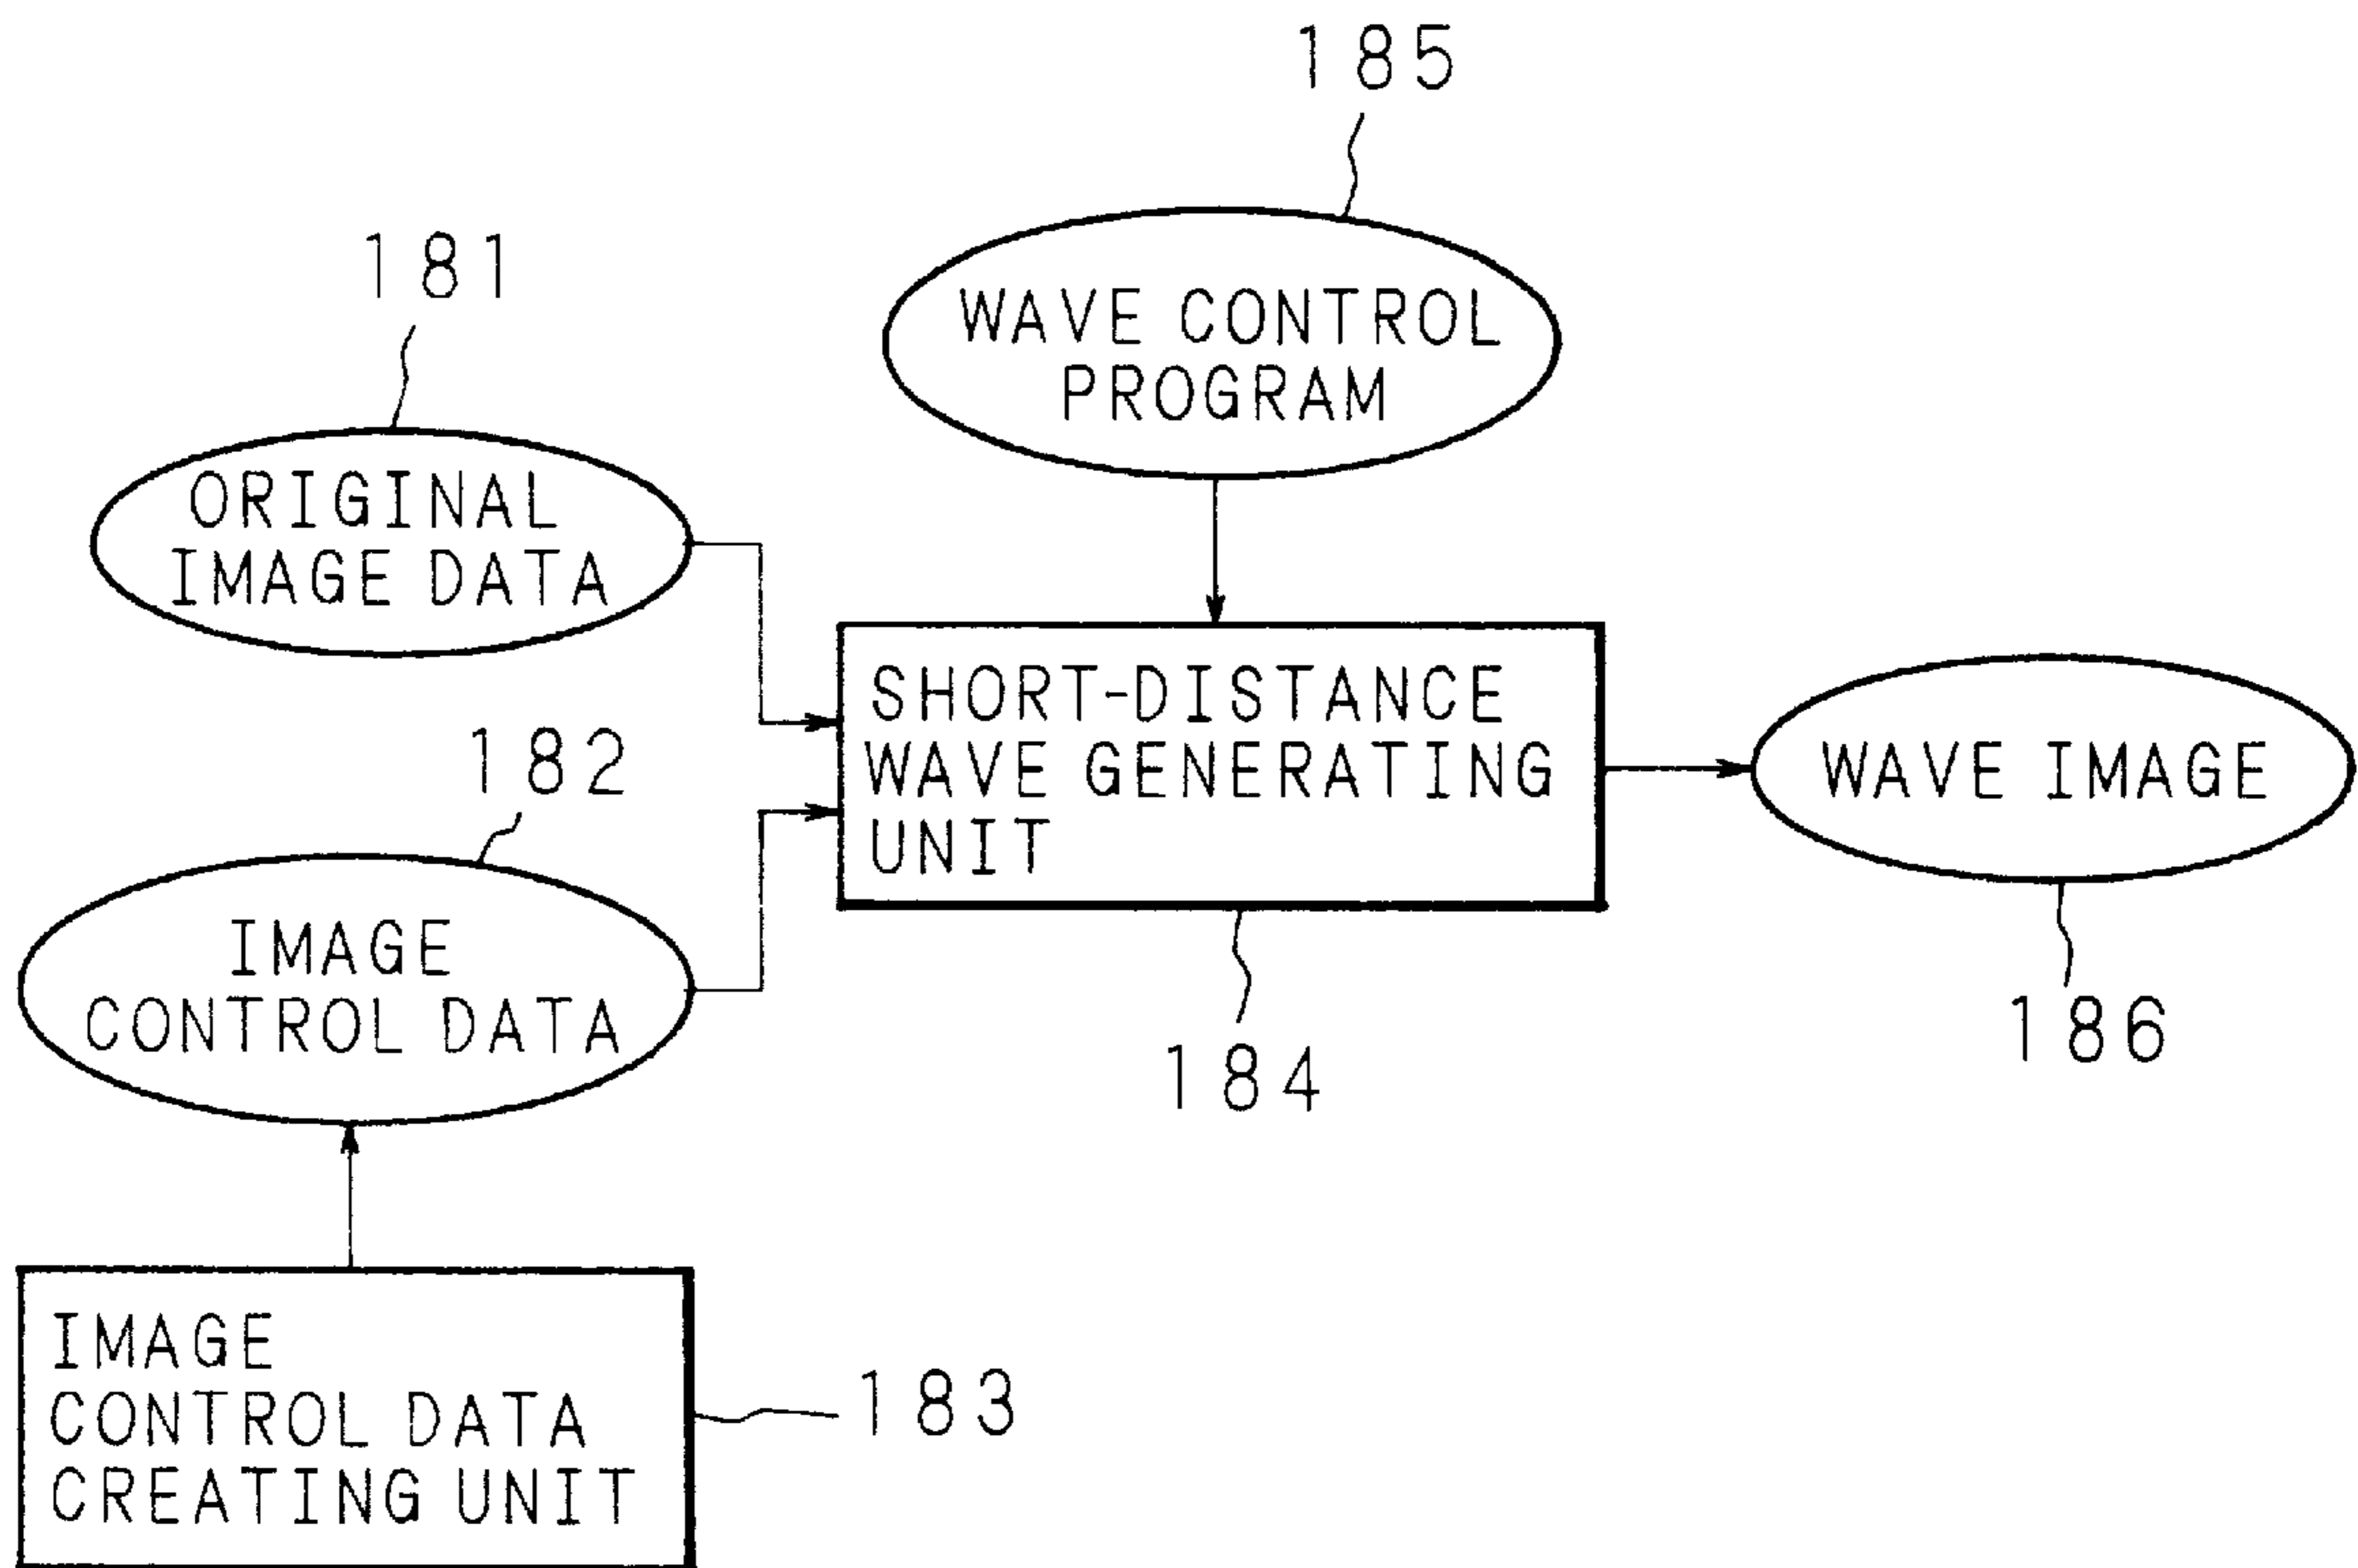 185
WAVE CONTROL
PROGRAM
181
ORIGINAL
IMAGE DATA
SHORT-DISTANCE
WAVE GENERATING
UNIT
184
WAVE IMAGE
186
182
IMAGE
CONTROL DATA
IMAGE
CONTROL DATA
CREATING UNIT
183